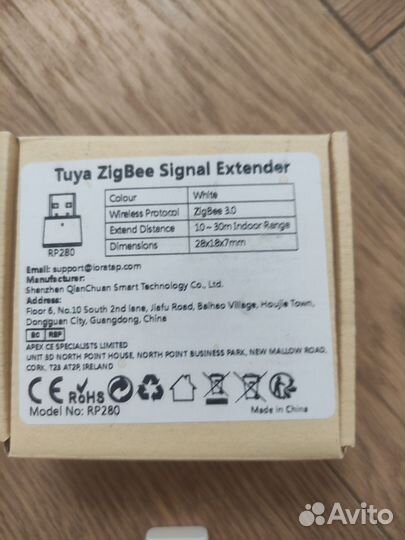 Tuya ZigBee Signal Extender
RP280
Colour White
Wireless Protocol ZigBee 3.0
Extend Distance 10~30m Indoor Range
Dimensions 28x18x7mm
Email: support@ioratap.com
Manufacturer:
Shenzhen QianChuan Smart Technology Co., Ltd.
Address:
Floor 6, No.10 South 2nd lane, Jiafu Road, Baihao Village, Houjie Town,
Dongguan City, Guangdong, China
EC REP
APEX CE SPECIALISTS LIMITED
UNIT 3D NORTH POINT HOUSE, NORTH POINT BUSINESS PARK, NEW MALLOW ROAD,
CORK, T23 AT2P, IRELAND
CE RoHS
Model No: RP280
Made in China
Avito